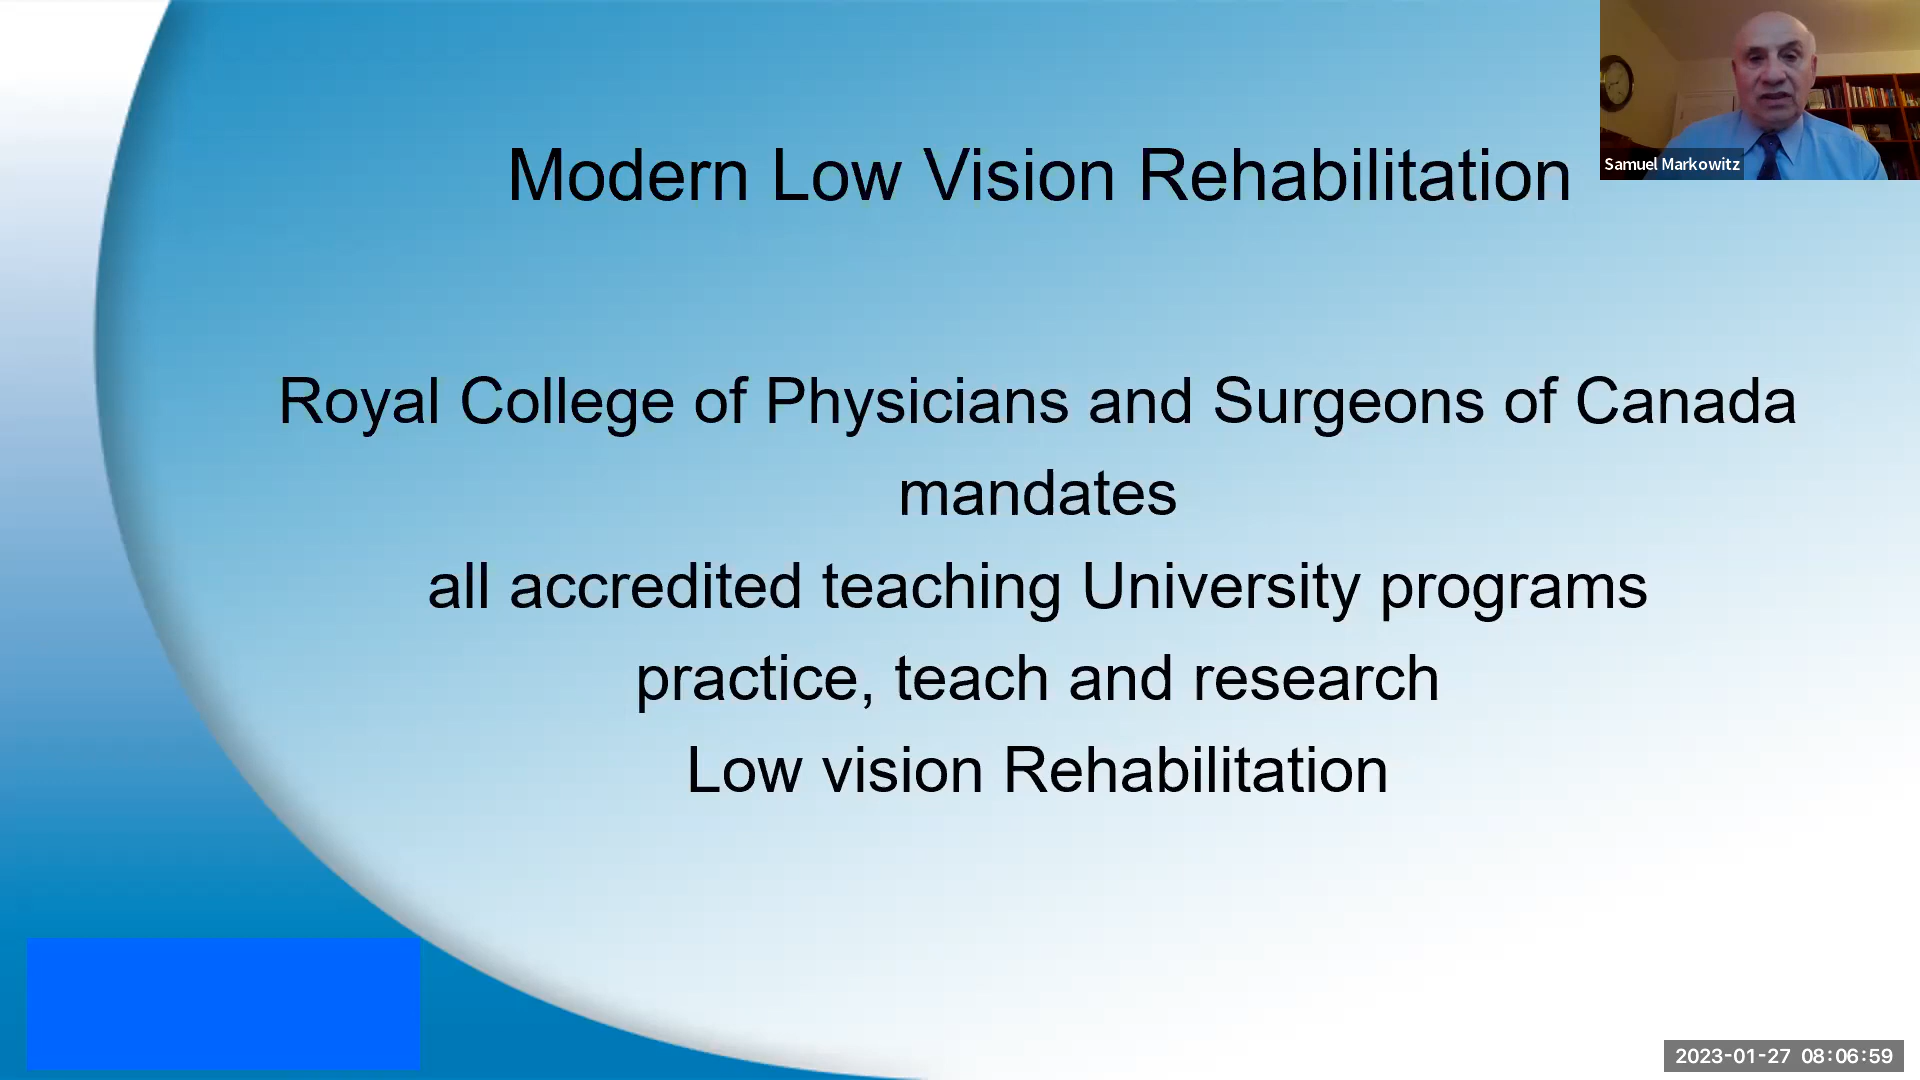 Modern Low Vision Rehabilitation
Samuel Markowitz
Royal College of Physicians and Surgeons of Canada
mandates
all accredited teaching University programs
practice, teach and research
Low vision Rehabilitation
2023-01-27 08:06:59